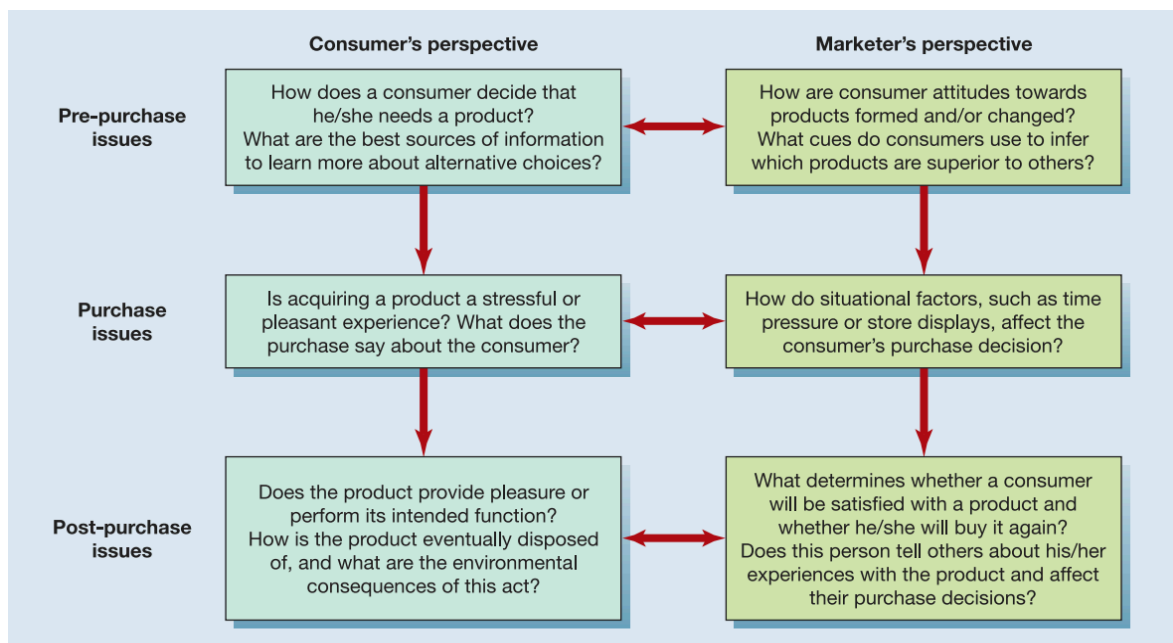 Consumer's perspective
Marketer's perspective
Pre-purchase
issues
How does a consumer decide that
he/she needs a product?
What are the best sources of information
to learn more about alternative choices?
How are consumer attitudes towards
products formed and/or changed?
What cues do consumers use to infer
which products are superior to others?
Purchase
issues
Is acquiring a product a stressful or
pleasant experience? What does the
purchase say about the consumer?
How do situational factors, such as time
pressure or store displays, affect the
consumer's purchase decision?
Post-purchase
issues
Does the product provide pleasure or
perform its intended function?
How is the product eventually disposed
of, and what are the environmental
consequences of this act?
What determines whether a consumer
will be satisfied with a product and
whether he/she will buy it again?
Does this person tell others about his/her
experiences with the product and affect
their purchase decisions?